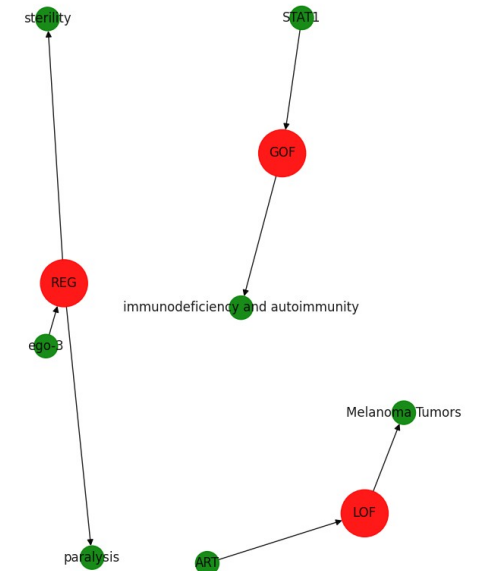 sterility
STAT1
GOF
REG
immunodeficiency and autoimmunity
ego-3
Melanoma Tumors
LOF
paralysis
ART